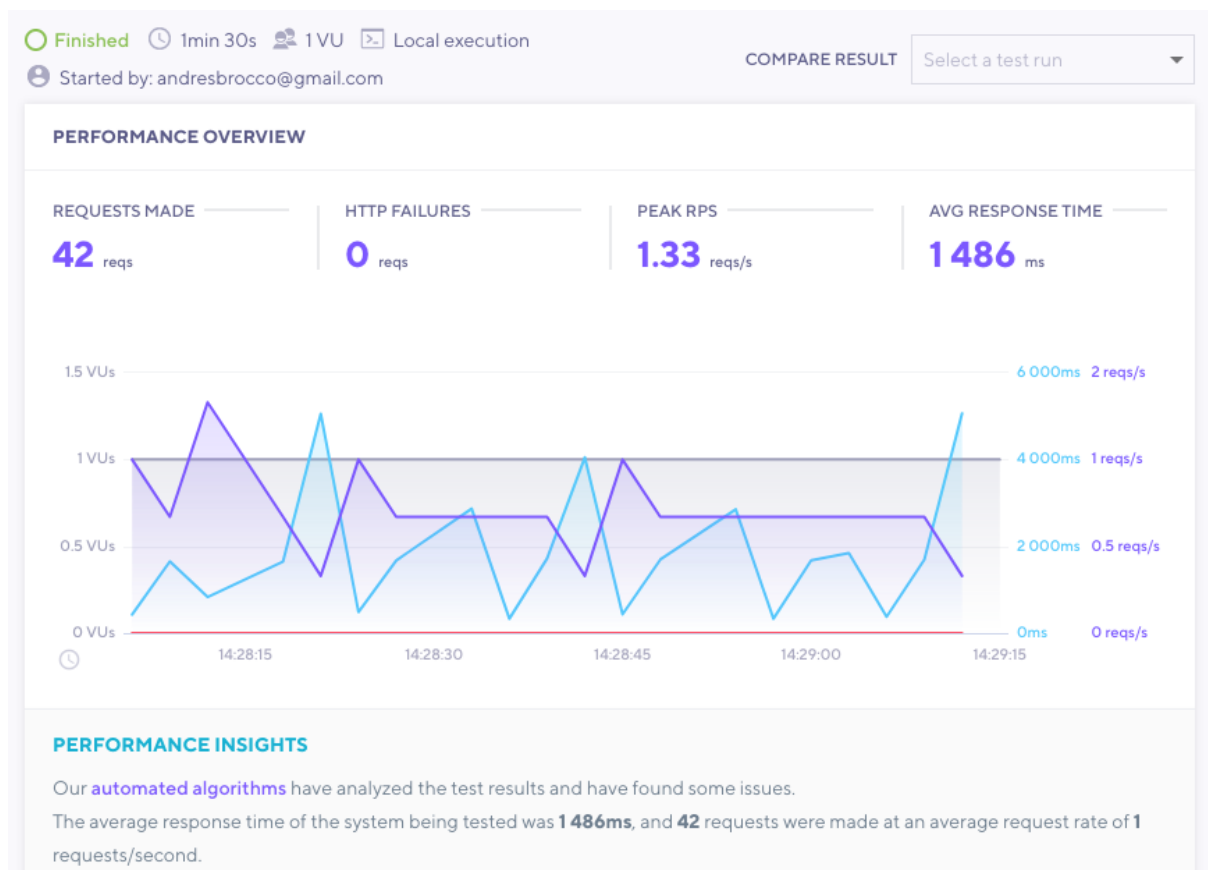 Finished 1min 30s 1 VU Local execution
Started by: andresbrocco@gmail.com
COMPARE RESULT Select a test run
PERFORMANCE OVERVIEW
REQUESTS MADE HTTP FAILURES PEAK RPS AVG RESPONSE TIME
42 reqs 0 reqs 1.33 reqs/s 1 486 ms
1.5 VUs 6 000ms 2 reqs/s
1 VUs 4 000ms 1 reqs/s
0.5 VUs 2 000ms 0.5 reqs/s
0 VUs 0ms 0 reqs/s
14:28:15 14:28:30 14:28:45 14:29:00 14:29:15
PERFORMANCE INSIGHTS
Our automated algorithms have analyzed the test results and have found some issues.
The average response time of the system being tested was 1 486ms, and 42 requests were made at an average request rate of 1
requests/second.